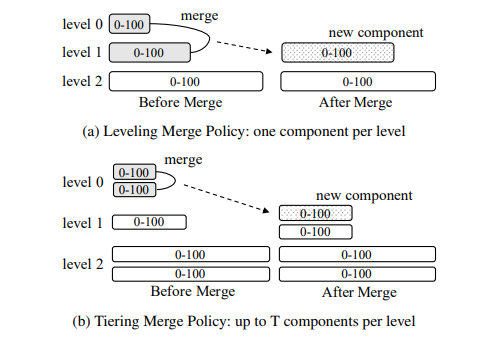 merge
level 0 0-100
new component
level 1 0-100 0-100
level 2 0-100 0-100
Before Merge After Merge
(a) Leveling Merge Policy: one component per level
merge
0-100
level 0
0-100
new component
0-100
level 1 0-100
0-100
0-100 0-100
level 2
0-100 0-100
Before Merge After Merge
(b) Tiering Merge Policy: up to T components per level